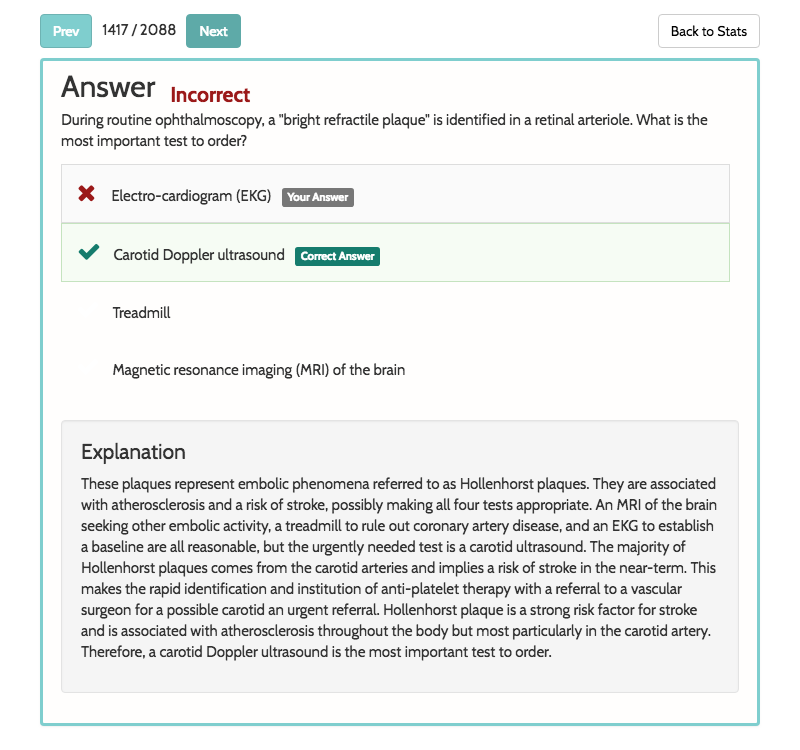 Prev 1417 / 2088 Next Back to Stats
Answer Incorrect
During routine ophthalmoscopy, a "bright refractile plaque" is identified in a retinal arteriole. What is the
most important test to order?
Electro-cardiogram (EKG) Your Answer
Carotid Doppler ultrasound Correct Answer
Treadmill
Magnetic resonance imaging (MRI) of the brain
Explanation
These plaques represent embolic phenomena referred to as Hollenhorst plaques. They are associated
with atherosclerosis and a risk of stroke, possibly making all four tests appropriate. An MRI of the brain
seeking other embolic activity, a treadmill to rule out coronary artery disease, and an EKG to establish
a baseline are all reasonable, but the urgently needed test is a carotid ultrasound. The majority of
Hollenhorst plaques comes from the carotid arteries and implies a risk of stroke in the near-term. This
makes the rapid identification and institution of anti-platelet therapy with a referral to a vascular
surgeon for a possible carotid an urgent referral. Hollenhorst plaque is a strong risk factor for stroke
and is associated with atherosclerosis throughout the body but most particularly in the carotid artery.
Therefore, a carotid Doppler ultrasound is the most important test to order.